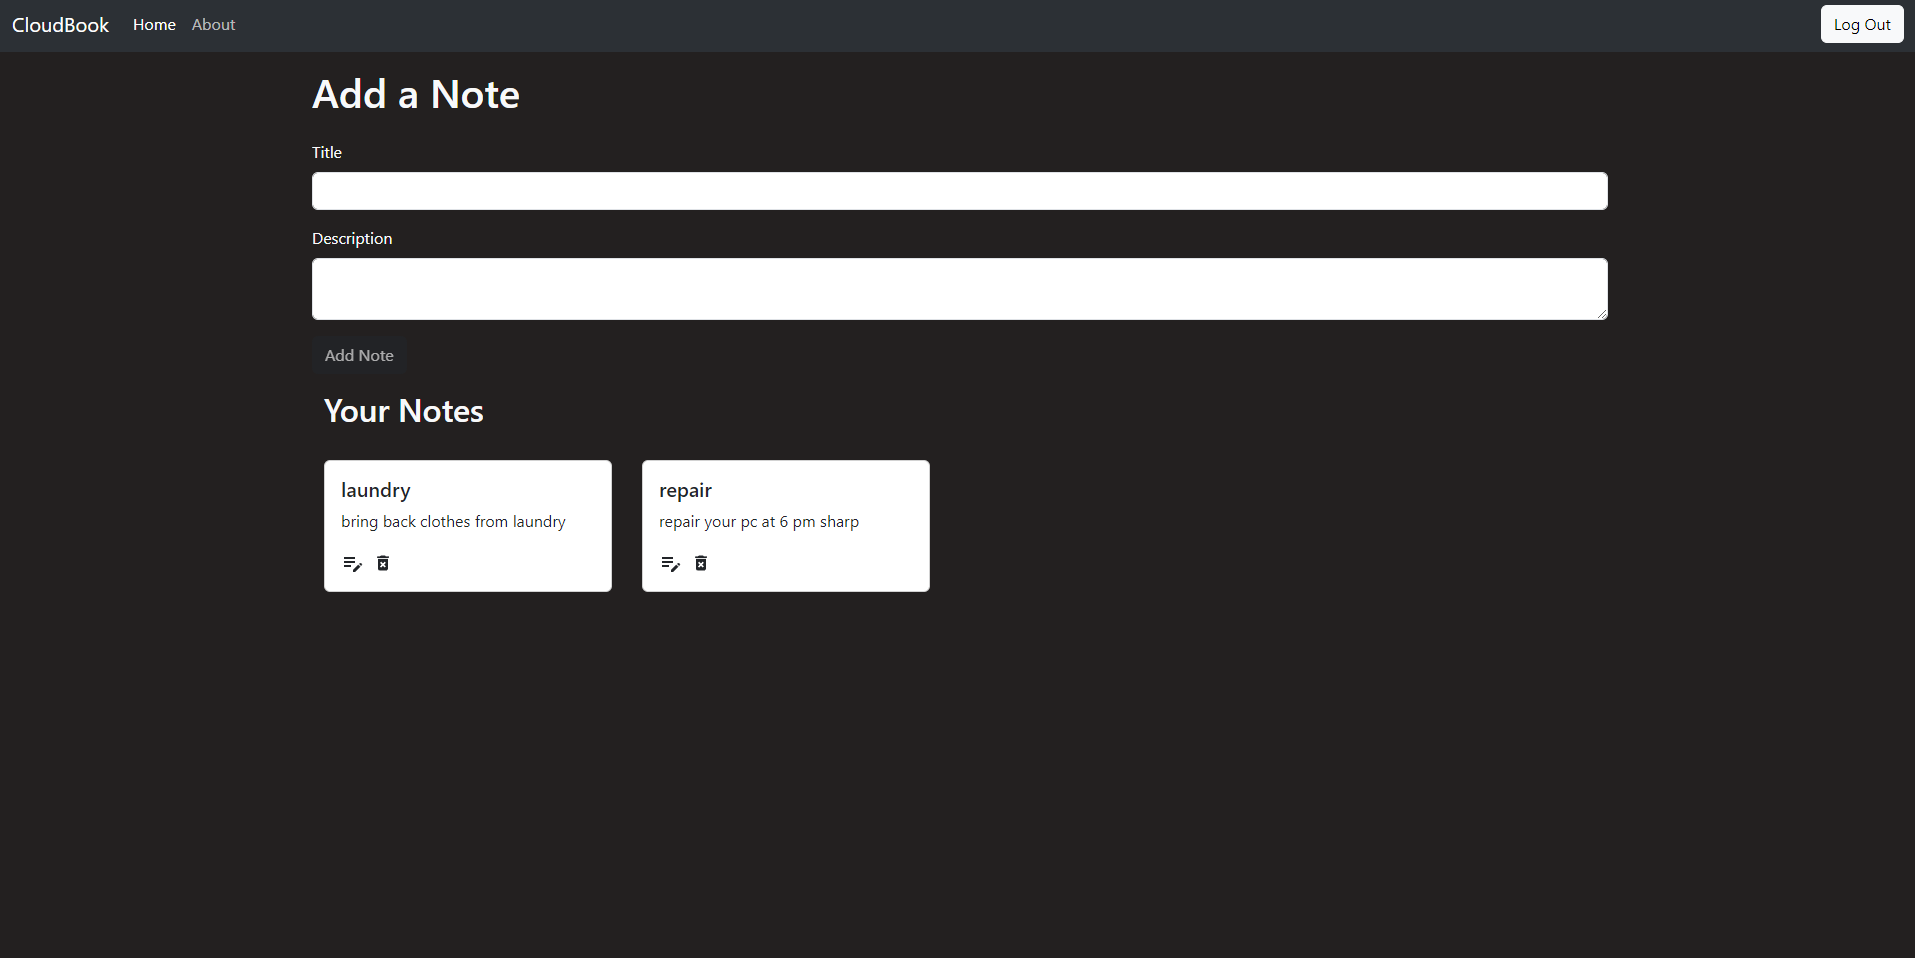 CloudBook Home About Log Out
Add a Note
Title
Description
Add Note
Your Notes
laundry
bring back clothes from laundry
repair
repair your pc at 6 pm sharp